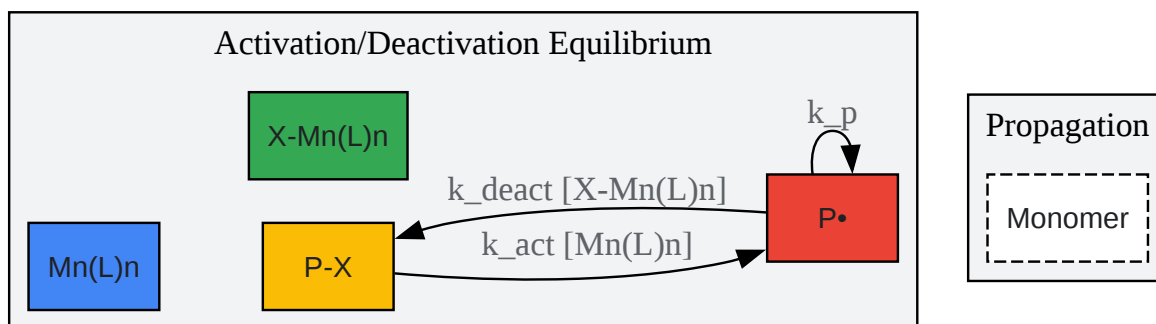 Activation/Deactivation Equilibrium
X-Mn(L)n
k_p
Propagation
k_deact [X-Mn(L)n]
P•
Monomer
k_act [Mn(L)n]
Mn(L)n
P-X